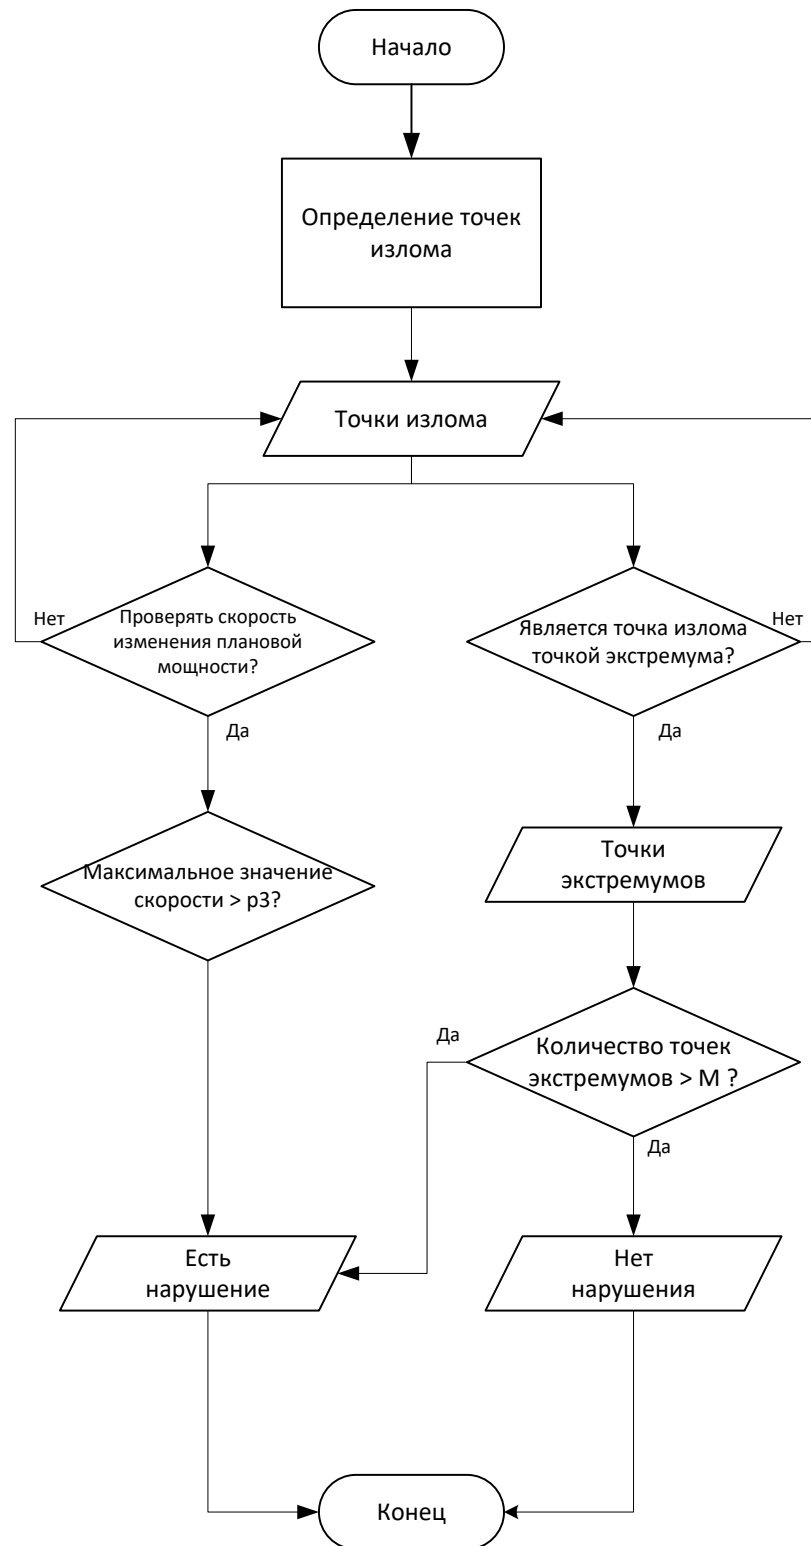 Начало
Определение точек
излома
Точки излома
Нет
Проверять скорость
изменения плановой
мощности?
Является точка излома
точкой экстремума?
Нет
Да
Да
Максимальное значение
скорости > p3?
Точки
экстремумов
Да
Количество точек
экстремумов > M ?
Да
Есть
нарушение
Нет
нарушения
Конец